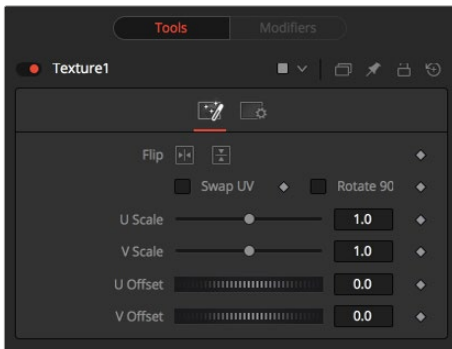 Tools Modifiers
Texture1
Flip
Swap UV Rotate 90
U Scale 1.0
V Scale 1.0
U Offset 0.0
V Offset 0.0